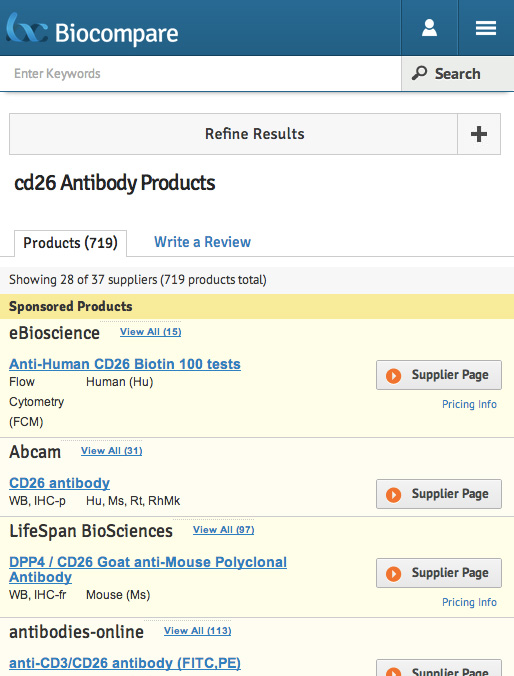 Biocompare
Enter Keywords
Search
Refine Results
cd26 Antibody Products
Products (719)
Write a Review
Showing 28 of 37 suppliers (719 products total)
Sponsored Products
eBioscience View All (15)
Anti-Human CD26 Biotin 100 tests
Supplier Page
Flow Human (Hu)
Cytometry
(FCM)
Pricing Info
Abcam View All (31)
CD26 antibody
Supplier Page
WB, IHC-p Hu, Ms, Rt, RhMk
LifeSpan BioSciences View All (97)
DPP4 / CD26 Goat anti-Mouse Polyclonal
Antibody
Supplier Page
WB, IHC-fr Mouse (Ms)
Pricing Info
antibodies-online View All (113)
anti-CD3/CD26 antibody (FITC,PE)
Supplier Page